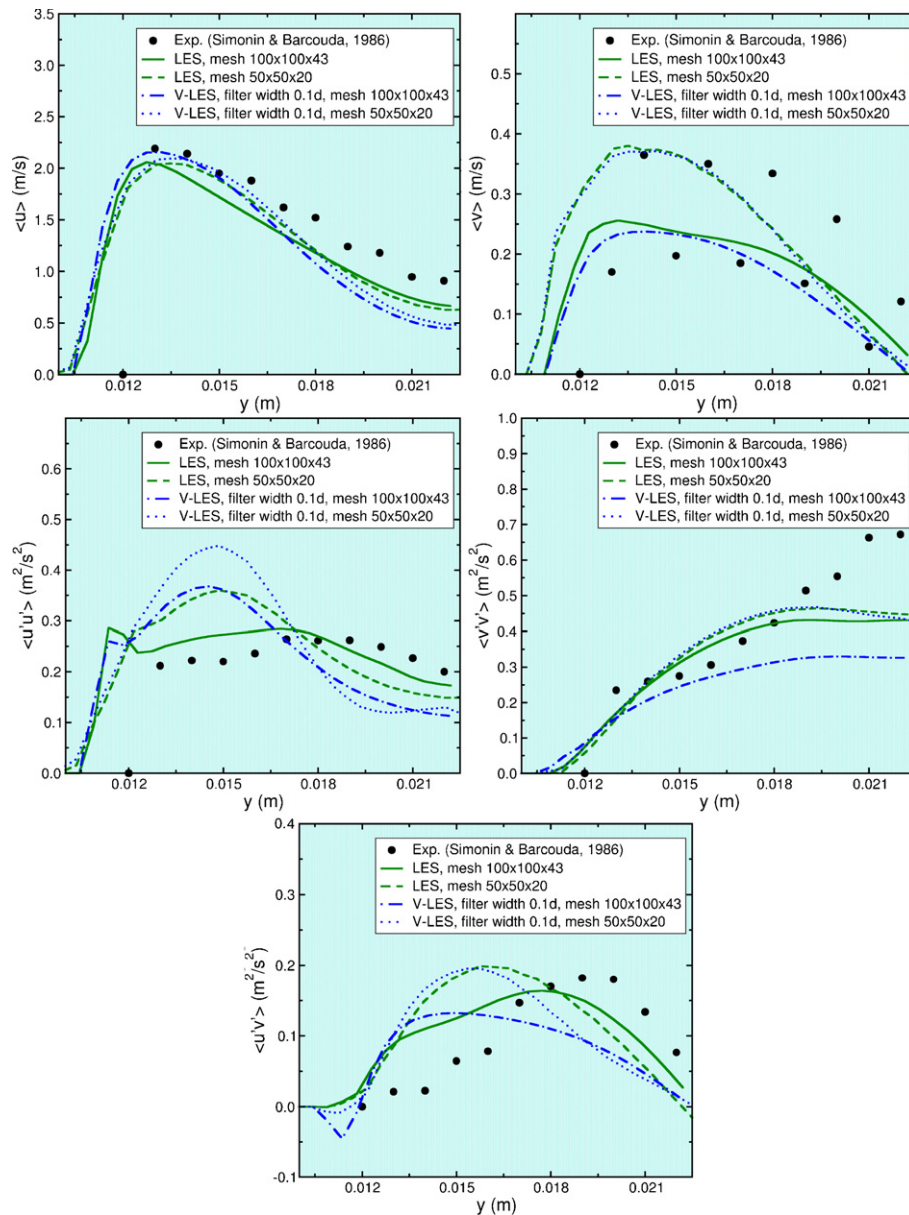 3.5
3.0
2.5
2.0
1.5
1.0
0.5
0.0
<u> (m/s)
Exp. (Simonin & Barcouda, 1986)
LES, mesh 100x100x43
LES, mesh 50x50x20
V-LES, filter width 0.1d, mesh 100x100x43
V-LES, filter width 0.1d, mesh 50x50x20
0.012 0.015 0.018 0.021
y (m)
0.6
0.5
0.4
0.3
0.2
0.1
0.0
<v> (m/s)
Exp. (Simonin & Barcouda, 1986)
LES, mesh 100x100x43
LES, mesh 50x50x20
V-LES, filter width 0.1d, mesh 100x100x43
V-LES, filter width 0.1d, mesh 50x50x20
0.012 0.015 0.018 0.021
y (m)
0.6
0.5
0.4
0.3
0.2
0.1
0.0
<u'u'> (m²/s²)
Exp. (Simonin & Barcouda, 1986)
LES, mesh 100x100x43
LES, mesh 50x50x20
V-LES, filter width 0.1d, mesh 100x100x43
V-LES, filter width 0.1d, mesh 50x50x20
0.012 0.015 0.018 0.021
y (m)
1.0
0.9
0.8
0.7
0.6
0.5
0.4
0.3
0.2
0.1
0.0
<v'v'> (m²/s²)
Exp. (Simonin & Barcouda, 1986)
LES, mesh 100x100x43
LES, mesh 50x50x20
V-LES, filter width 0.1d, mesh 100x100x43
V-LES, filter width 0.1d, mesh 50x50x20
0.012 0.015 0.018 0.021
y (m)
0.4
0.3
0.2
0.1
0.0
-0.1
<u'v'> (m²/s²)
Exp. (Simonin & Barcouda, 1986)
LES, mesh 100x100x43
LES, mesh 50x50x20
V-LES, filter width 0.1d, mesh 100x100x43
V-LES, filter width 0.1d, mesh 50x50x20
0.012 0.015 0.018 0.021
y (m)